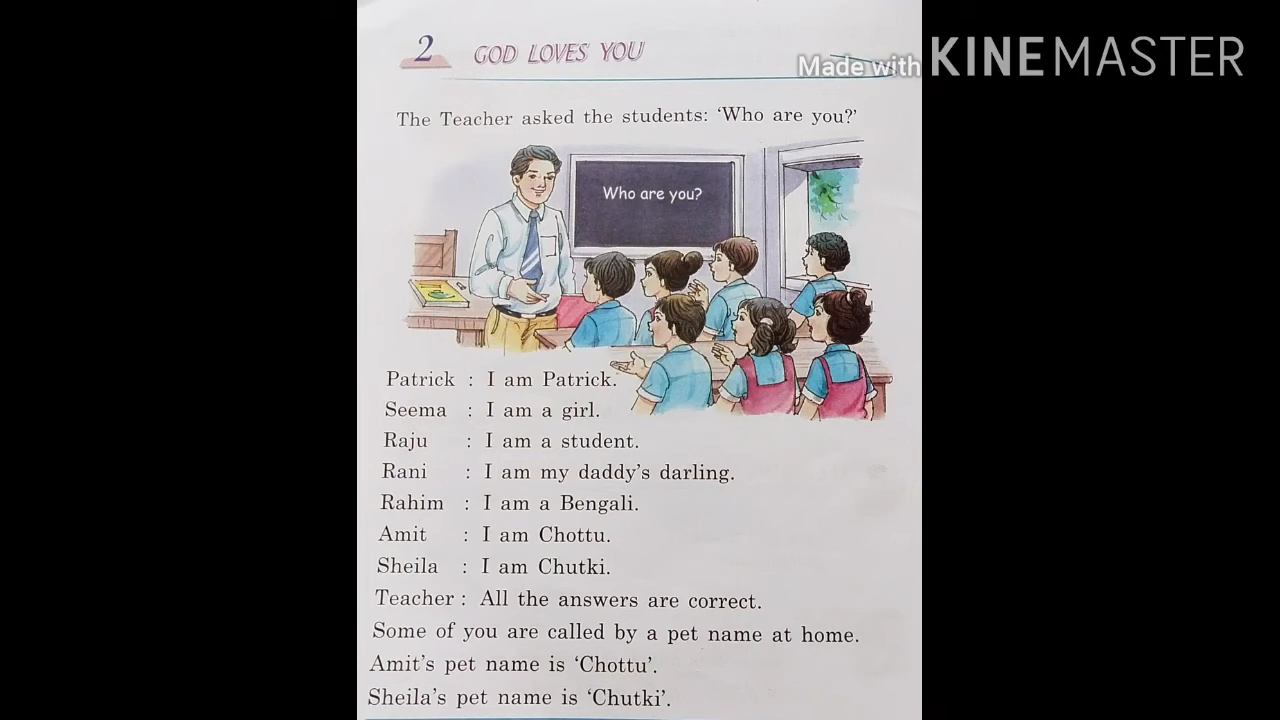 2 GOD LOVES YOU
Made with KINEMASTER
The Teacher asked the students: ‘Who are you?’
Who are you?
Patrick : I am Patrick.
Seema : I am a girl.
Raju : I am a student.
Rani : I am my daddy’s darling.
Rahim : I am a Bengali.
Amit : I am Chottu.
Sheila : I am Chutki.
Teacher : All the answers are correct.
Some of you are called by a pet name at home.
Amit’s pet name is ‘Chottu’.
Sheila’s pet name is ‘Chutki’.